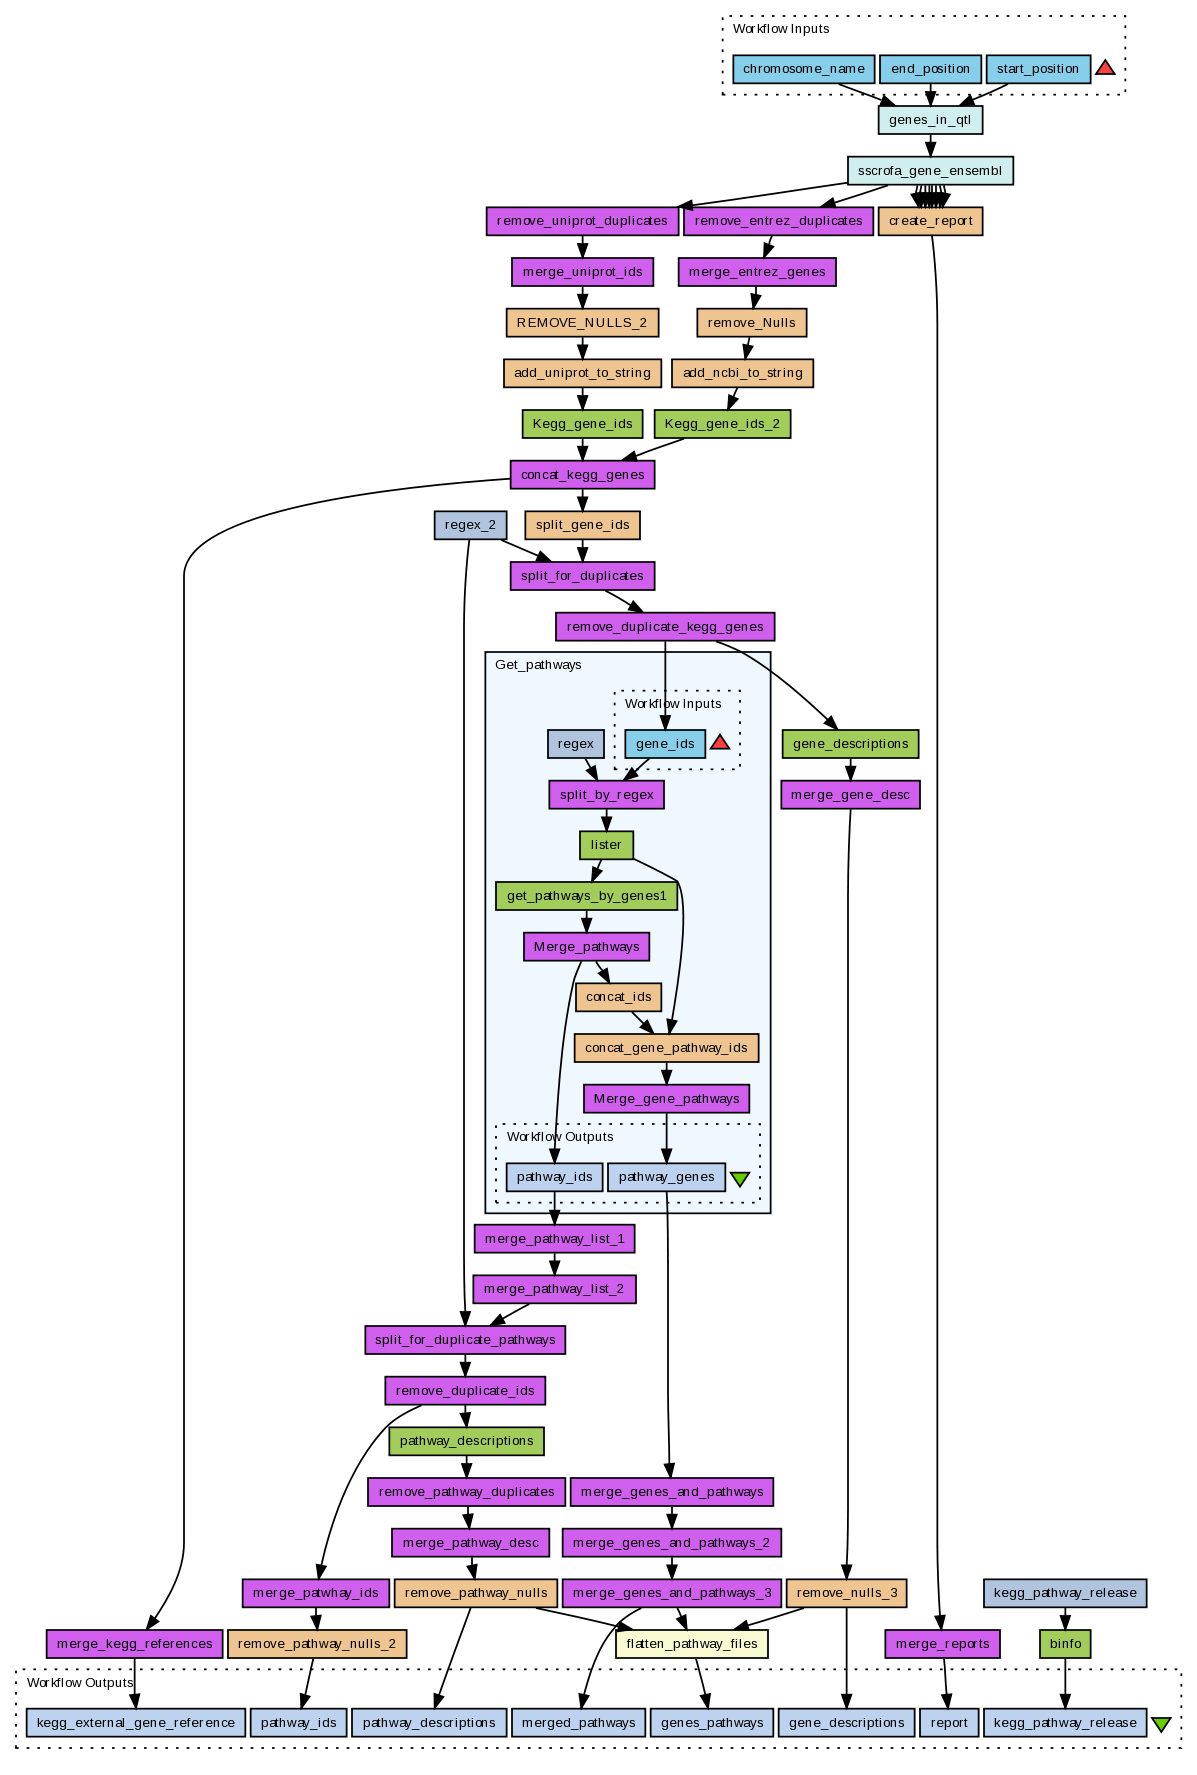 Workflow Inputs
chromosome_name end_position start_position
genes_in_qtl
sscrofa_gene_ensembl
remove_uniprot_duplicates remove_entrez_duplicates create_report
merge_uniprot_ids merge_entrez_genes
REMOVE_NULLS_2 remove_Nulls
add_uniprot_to_string add_ncbi_to_string
Kegg_gene_ids Kegg_gene_ids_2
concat_kegg_genes
regex_2 split_gene_ids
split_for_duplicates
remove_duplicate_kegg_genes
Get_pathways
Workflow Inputs
regex gene_ids gene_descriptions
split_by_regex merge_gene_desc
lister
get_pathways_by_genes1
Merge_pathways
concat_ids
concat_gene_pathway_ids
Merge_gene_pathways
Workflow Outputs
pathway_ids pathway_genes
merge_pathway_list_1
merge_pathway_list_2
split_for_duplicate_pathways
remove_duplicate_ids
pathway_descriptions
remove_pathway_duplicates merge_genes_and_pathways
merge_pathway_desc merge_genes_and_pathways_2
merge_patwhay_ids remove_pathway_nulls merge_genes_and_pathways_3 remove_nulls_3 kegg_pathway_release
merge_kegg_references remove_pathway_nulls_2 flatten_pathway_files merge_reports binfo
Workflow Outputs
kegg_external_gene_reference pathway_ids pathway_descriptions merged_pathways genes_pathways gene_descriptions report kegg_pathway_release